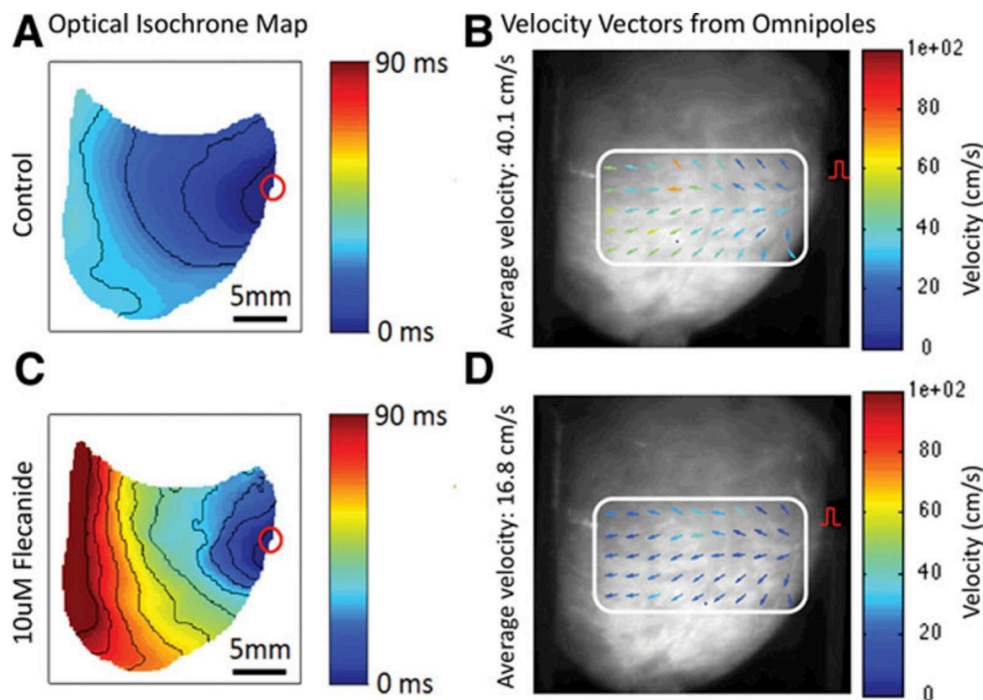 A Optical Isochrone Map
Control
90 ms
0 ms
5mm
B Velocity Vectors from Omnipoles
Average velocity: 40.1 cm/s
1e+02
80
60
40
20
0
Velocity (cm/s)
C
10uM Flecanide
90 ms
0 ms
5mm
D
Average velocity: 16.8 cm/s
1e+02
80
60
40
20
0
Velocity (cm/s)